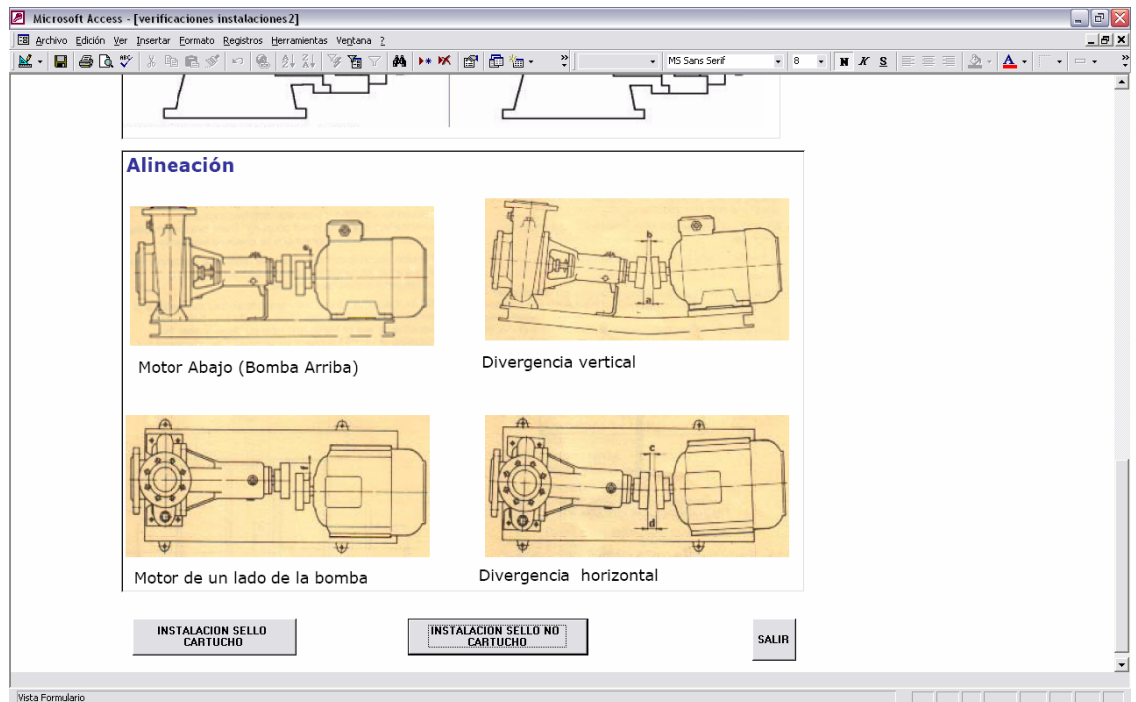 Microsoft Access - [verificaciones instalaciones2]
Archivo Edición Ver Insertar Formato Registros Herramientas Ventana ?
MS Sans Serif 8 N K S
Alineación
e
b
a
Motor Abajo (Bomba Arriba)
Divergencia vertical
f
c
d
Motor de un lado de la bomba
Divergencia horizontal
INSTALACION SELLO
CARTUCHO
INSTALACION SELLO NO
CARTUCHO
SALIR
Vista Formulario